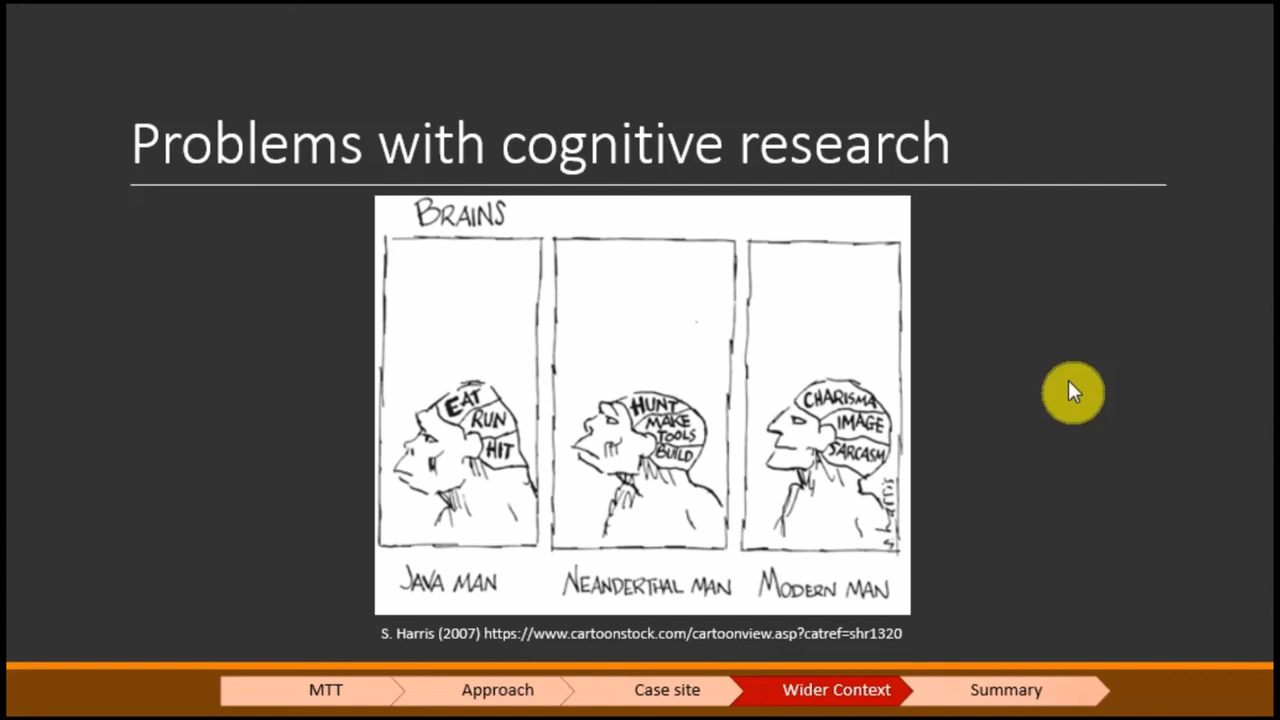 Problems with cognitive research
BRAINS
EAT
RUN
HIT
HUNT
MAKE
TOOLS
BUILD
CHARISMA
IMAGE
SARCASM
s harris
JAVA MAN
NEANDERTHAL MAN
MODERN MAN
S. Harris (2007) https://www.cartoonstock.com/cartoonview.asp?catref=shr1320
MTT
Approach
Case site
Wider Context
Summary